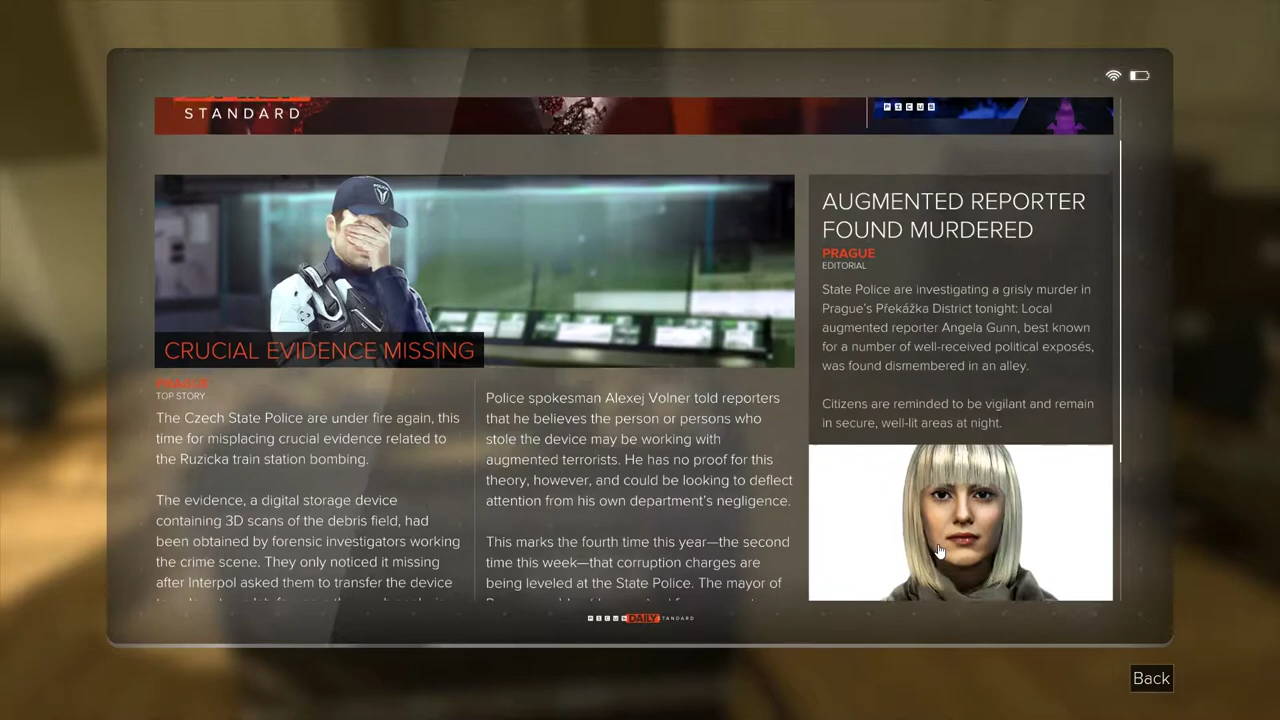 STANDARD
PICUS
POLICE
CRUCIAL EVIDENCE MISSING
PRAGUE
TOP STORY
The Czech State Police are under fire again, this
time for misplacing crucial evidence related to
the Ruzicka train station bombing.
The evidence, a digital storage device
containing 3D scans of the debris field, had
been obtained by forensic investigators working
the crime scene. They only noticed it missing
after Interpol asked them to transfer the device
Police spokesman Alexej Volner told reporters
that he believes the person or persons who
stole the device may be working with
augmented terrorists. He has no proof for this
theory, however, and could be looking to deflect
attention from his own department's negligence.
This marks the fourth time this year—the second
time this week—that corruption charges are
being leveled at the State Police. The mayor of
AUGMENTED REPORTER
FOUND MURDERED
PRAGUE
EDITORIAL
State Police are investigating a grisly murder in
Prague's Překážka District tonight: Local
augmented reporter Angela Gunn, best known
for a number of well-received political exposés,
was found dismembered in an alley.
Citizens are reminded to be vigilant and remain
in secure, well-lit areas at night.
PICUS DAILY STANDARD
Back